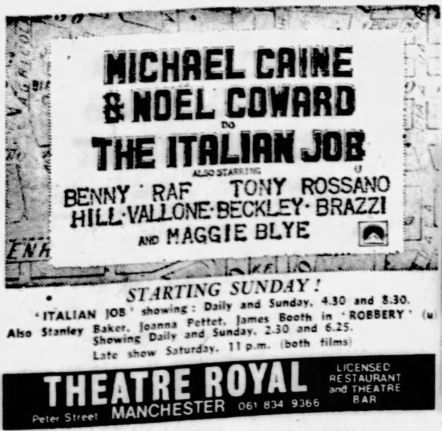 MICHAEL CAINE
& NOEL COWARD
DO
THE ITALIAN JOB
U
ALSO STARRING
BENNY RAF TONY ROSSANO
HILL·VALLONE·BECKLEY·BRAZZI
AND MAGGIE BLYE
STARTING SUNDAY!
'ITALIAN JOB' showing: Daily and Sunday, 4.30 and 8.30.
Also Stanley Baker, Joanna Pettet, James Booth in 'ROBBERY' (u)
Showing Daily and Sunday, 2.30 and 6.25.
Late show Saturday, 11 p.m. (both films)
THEATRE ROYAL
Peter Street MANCHESTER 061 834 9366
LICENSED
RESTAURANT
and THEATRE
BAR